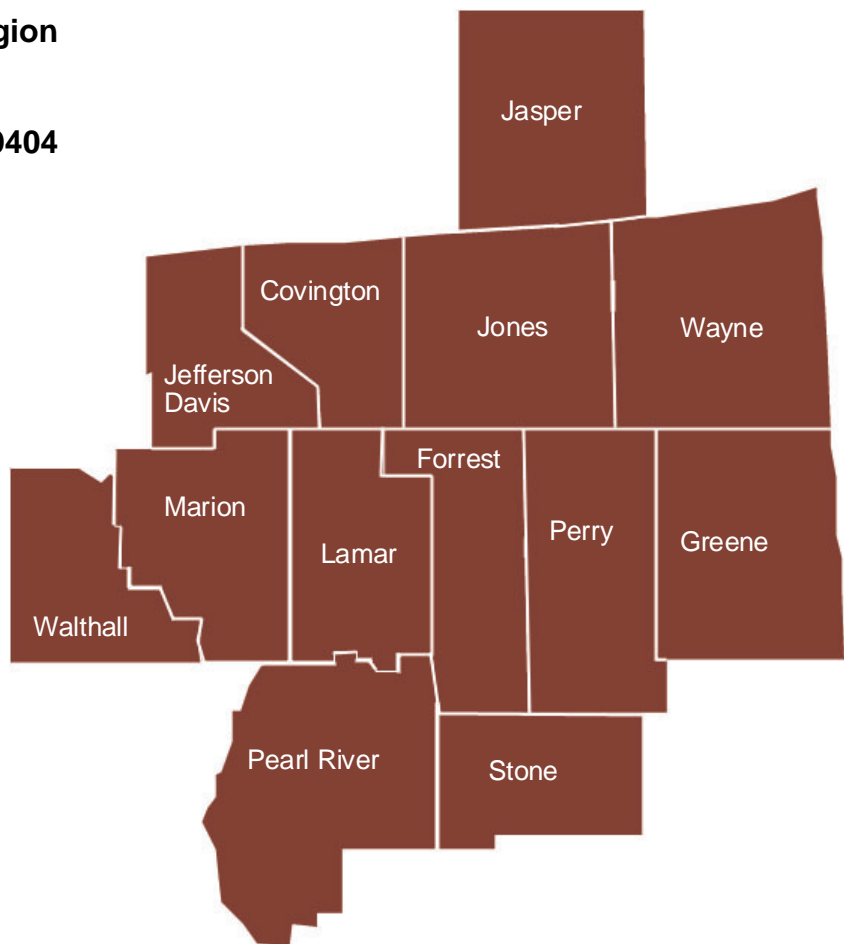 gion
0404
Jasper
Covington
Jones
Wayne
Jefferson
Davis
Forrest
Marion
Perry
Greene
Lamar
Walthall
Pearl River
Stone